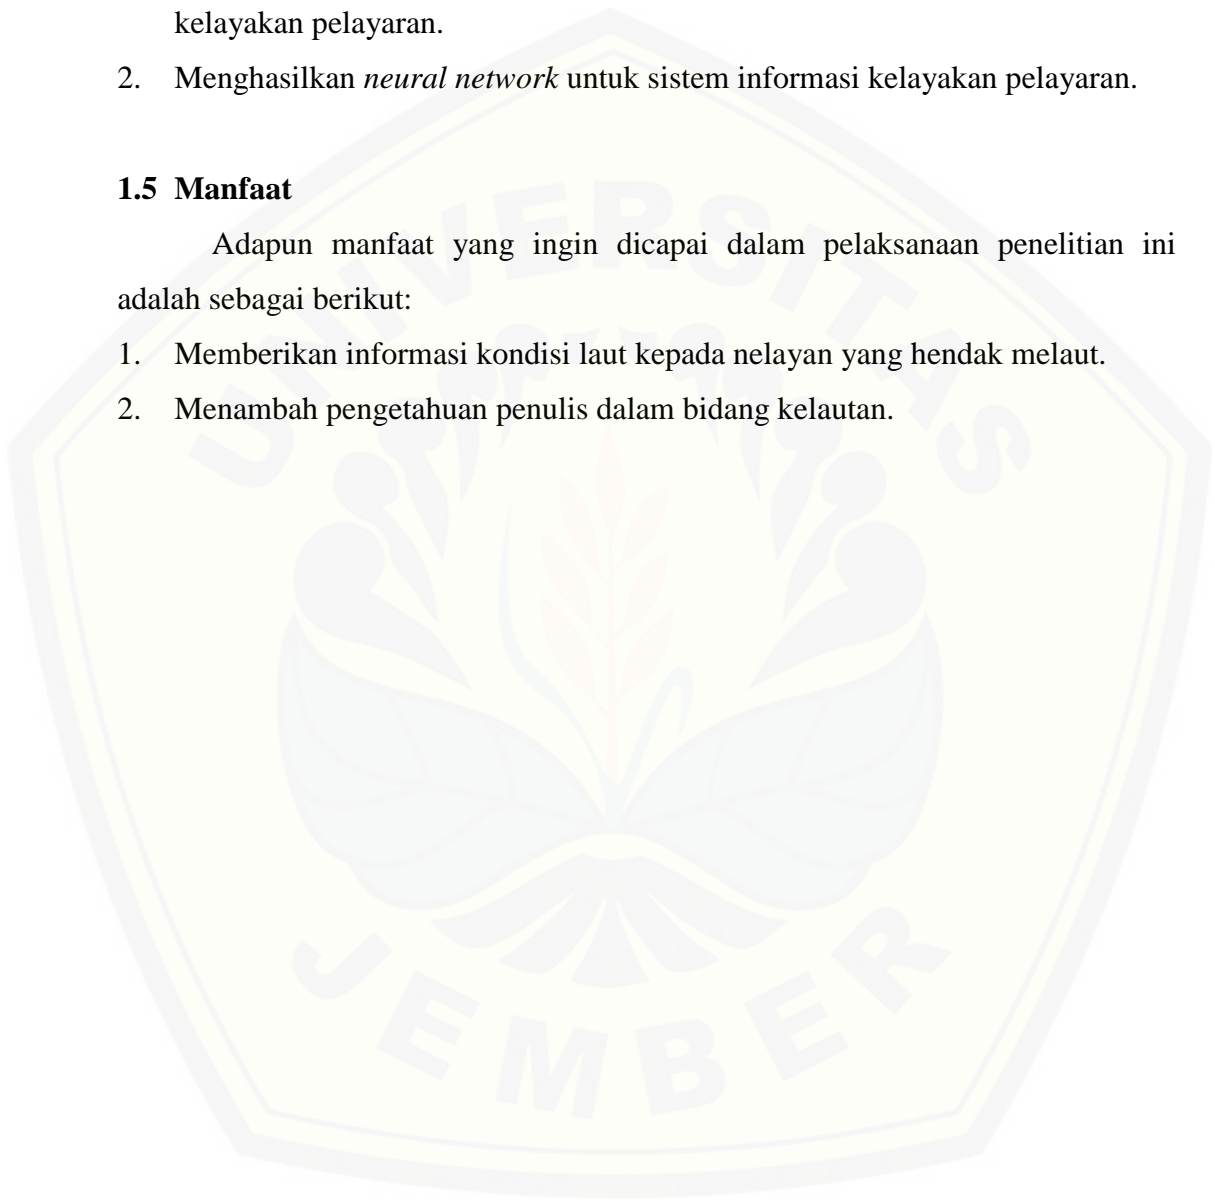 kelayakan pelayaran.
2. Menghasilkan neural network untuk sistem informasi kelayakan pelayaran.
1.5 Manfaat
Adapun manfaat yang ingin dicapai dalam pelaksanaan penelitian ini
adalah sebagai berikut:
1. Memberikan informasi kondisi laut kepada nelayan yang hendak melaut.
2. Menambah pengetahuan penulis dalam bidang kelautan.
UNIVERSITAS
JEMBER